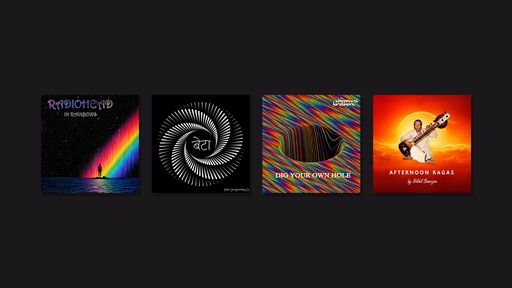 RADIOHEAD
IN RAINBOWS
बेटा
DIG YOUR OWN HOLE
AFTERNOON RAGAS
by Nikhil Banerjee